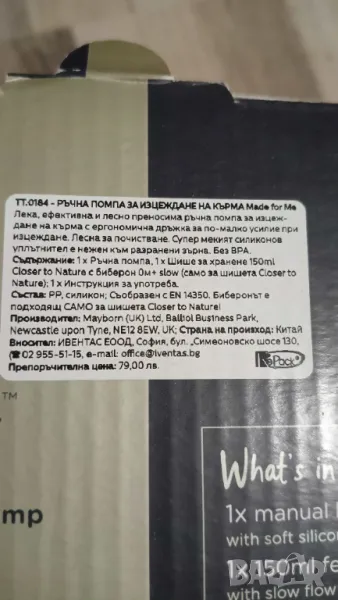 TT.0184 - РЪЧНА ПОМПА ЗА ИЗЦЕЖДАНЕ НА КЪРМА Made for Me
Лека, ефективна и лесно преносима ръчна помпа за изцеж-
дане на кърма с ергономична дръжка за по-малко усилие при
изцеждане. Лесна за почистване. Супер мекият силиконов
уплътнител е нежен към разранени зърна. Без BPA.
Съдържание: 1 x Ръчна помпа, 1 x Шише за хранене 150ml
Closer to Nature с биберон 0м+ slow (само за шишета Closer to
Nature); 1 x Инструкция за употреба.
Състав: PP, силикон; Съобразен с EN 14350. Биберонът е
подходящ САМО за шишета Closer to Nature!
Производител: Mayborn (UK) Ltd, Balliol Business Park,
Newcastle upon Tyne, NE12 8EW, UK; Страна на произход: Китай
Вносител: ИВЕНТАС ЕООД, София, бул. „Симеоновско шосе 130,
☎ 02 955-51-15, e-mail: office@iventas.bg
Препоръчителна цена: 79,00 лв.
EkoPack
TM
mp
What's in
1x manual
with soft silico
1x 150ml fe
with slow flow
BAZAR